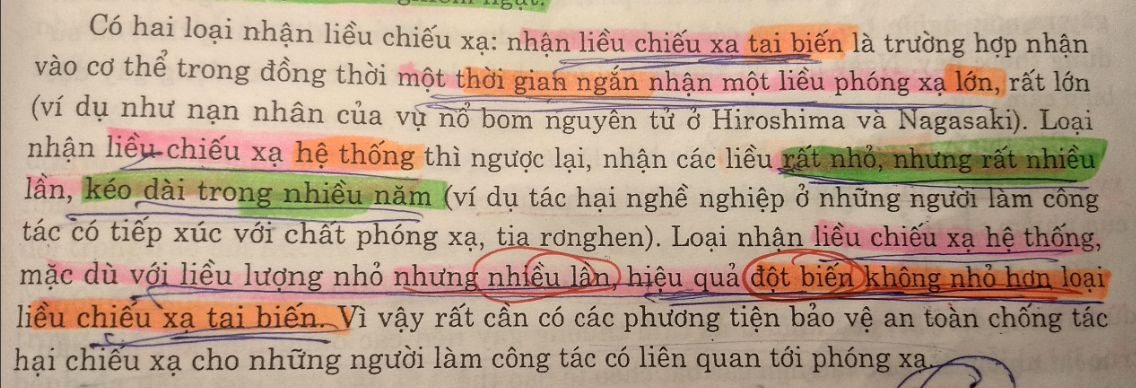 Có hai loại nhận liều chiếu xạ: nhận liều chiếu xạ tai biến là trường hợp nhận
vào cơ thể trong đồng thời một thời gian ngắn nhận một liều phóng xạ lớn, rất lớn
(ví dụ như nạn nhân của vụ nổ bom nguyên tử ở Hiroshima và Nagasaki). Loại
nhận liều chiếu xạ hệ thống thì ngược lại, nhận các liều rất nhỏ, nhưng rất nhiều
lần, kéo dài trong nhiều năm (ví dụ tác hại nghề nghiệp ở những người làm công
tác có tiếp xúc với chất phóng xạ, tia rơnghen). Loại nhận liều chiếu xạ hệ thống,
mặc dù với liều lượng nhỏ nhưng nhiều lần, hiệu quả đột biến không nhỏ hơn loại
liều chiếu xạ tai biến. Vì vậy rất cần có các phương tiện bảo vệ an toàn chống tác
hại chiếu xạ cho những người làm công tác có liên quan tới phóng xạ.